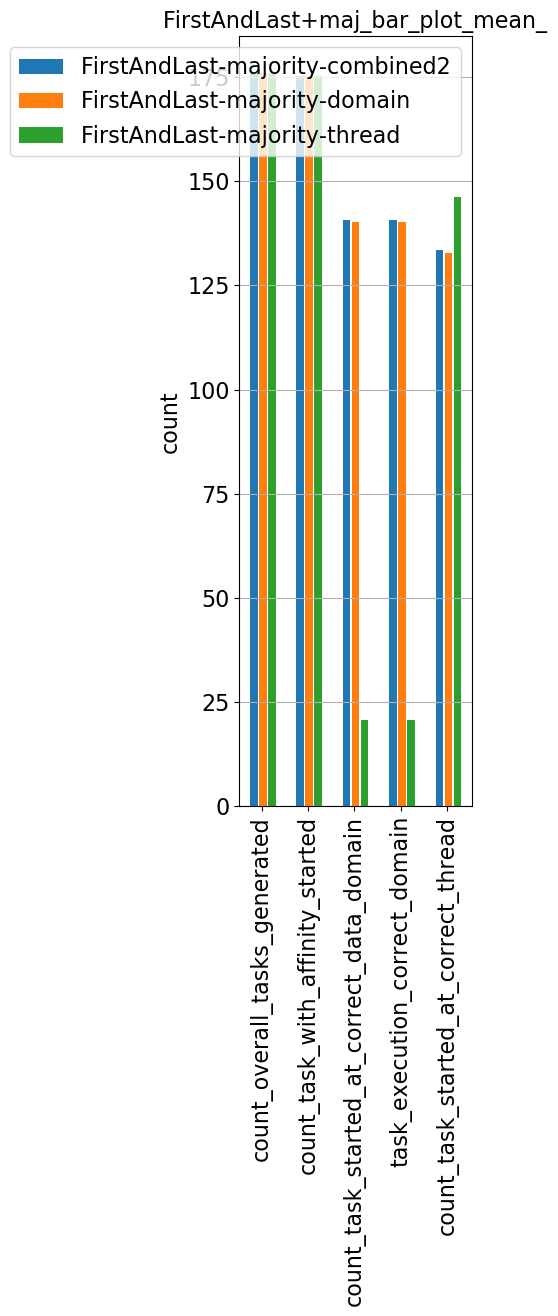 FirstAndLast+maj_bar_plot_mean_
FirstAndLast-majority-combined2
FirstAndLast-majority-domain
FirstAndLast-majority-thread
175
150
125
100
75
50
25
0
count
count_overall_tasks_generated
count_task_with_affinity_started
count_task_started_at_correct_data_domain
task_execution_correct_domain
count_task_started_at_correct_thread